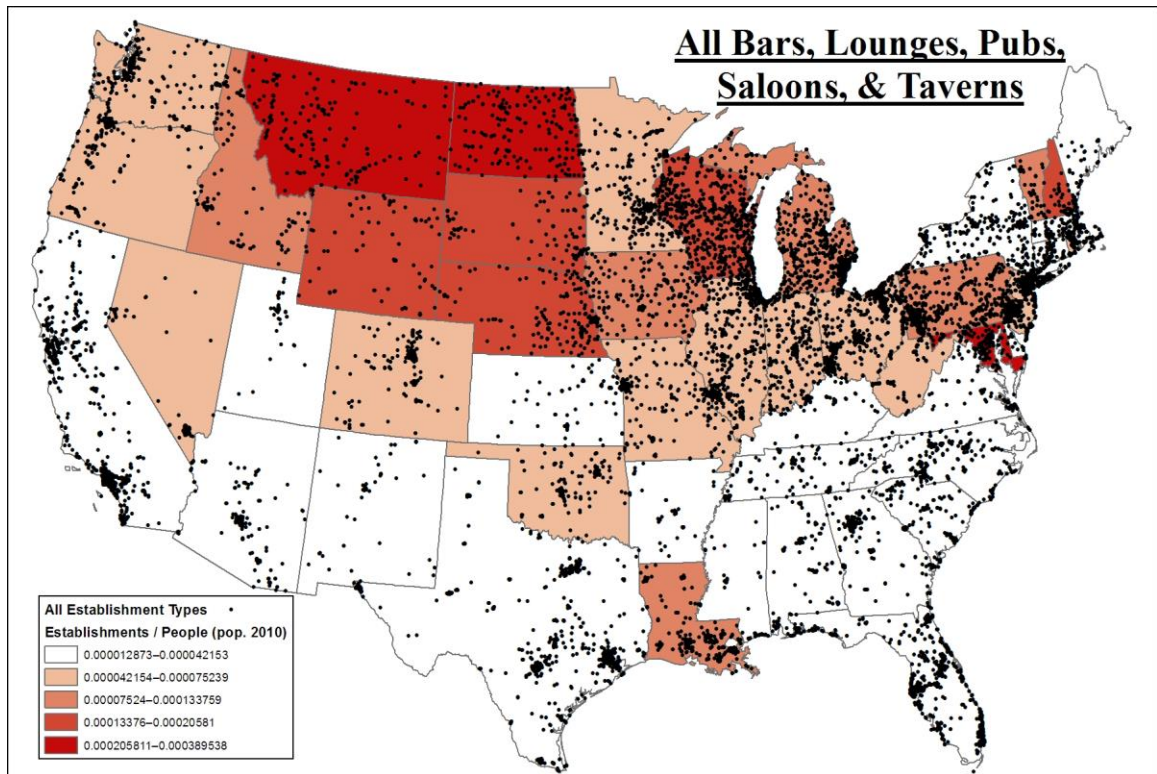 All Bars, Lounges, Pubs,
Saloons, & Taverns
All Establishment Types •
Establishments / People (pop. 2010)
0.000012873–0.000042153
0.000042154–0.000075239
0.00007524–0.000133759
0.00013376–0.00020581
0.000205811–0.000389538